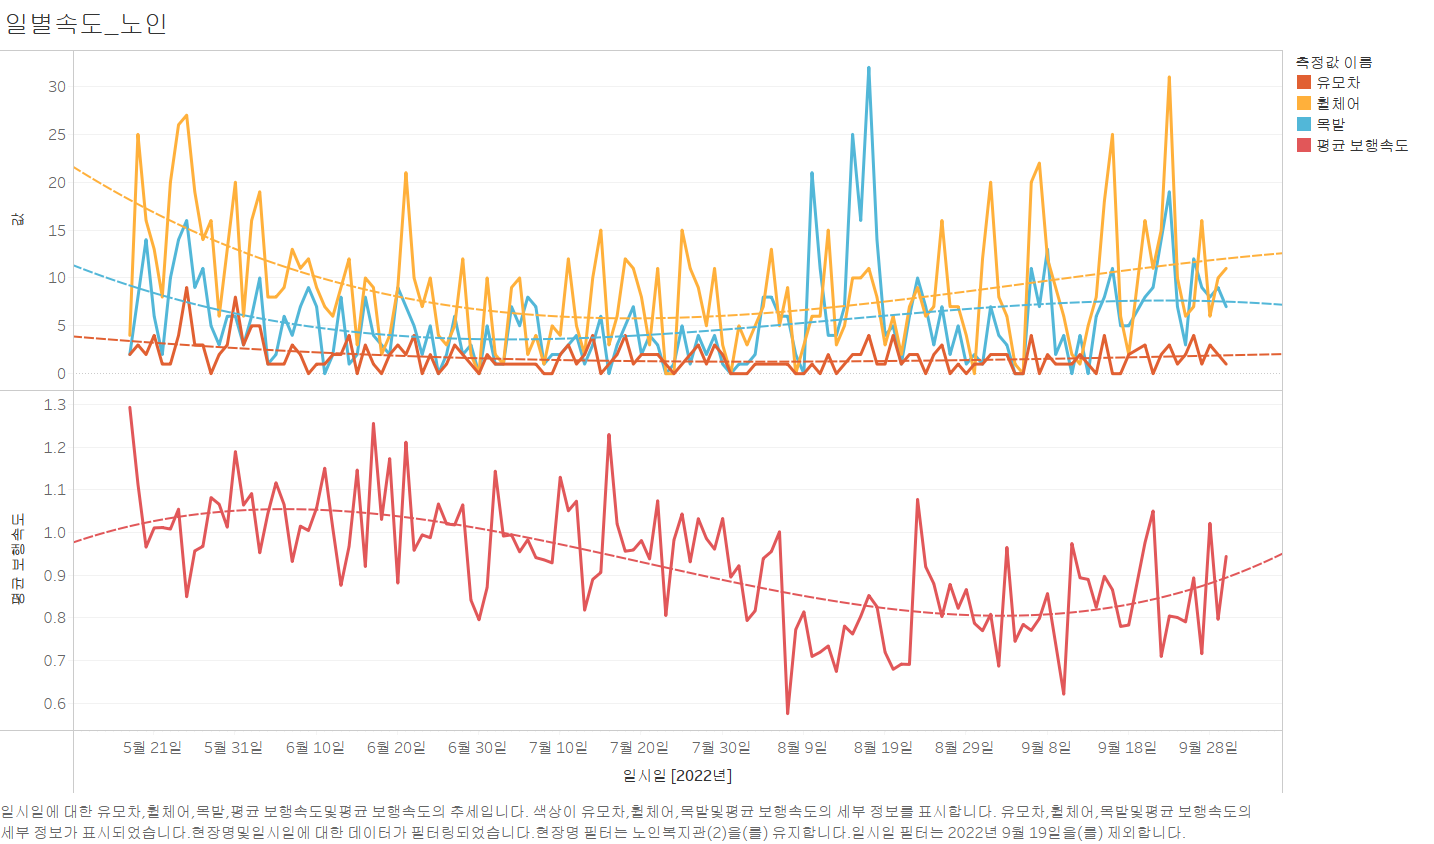 일별속도_노인
측정값 이름
유모차
휠체어
목발
평균 보행속도
값
30
25
20
15
10
5
0
평균 보행속도
1.3
1.2
1.1
1.0
0.9
0.8
0.7
0.6
5월 21일 5월 31일 6월 10일 6월 20일 6월 30일 7월 10일 7월 20일 7월 30일 8월 9일 8월 19일 8월 29일 9월 8일 9월 18일 9월 28일
일시일 [2022년]
일시일에 대한 유모차,휠체어,목발,평균 보행속도및평균 보행속도의 추세입니다. 색상이 유모차,휠체어,목발및평균 보행속도의 세부 정보를 표시합니다. 유모차,휠체어,목발및평균 보행속도의
세부 정보가 표시되었습니다.현장명및일시일에 대한 데이터가 필터링되었습니다.현장명 필터는 노인복지관(2)을(를) 유지합니다.일시일 필터는 2022년 9월 19일을(를) 제외합니다.